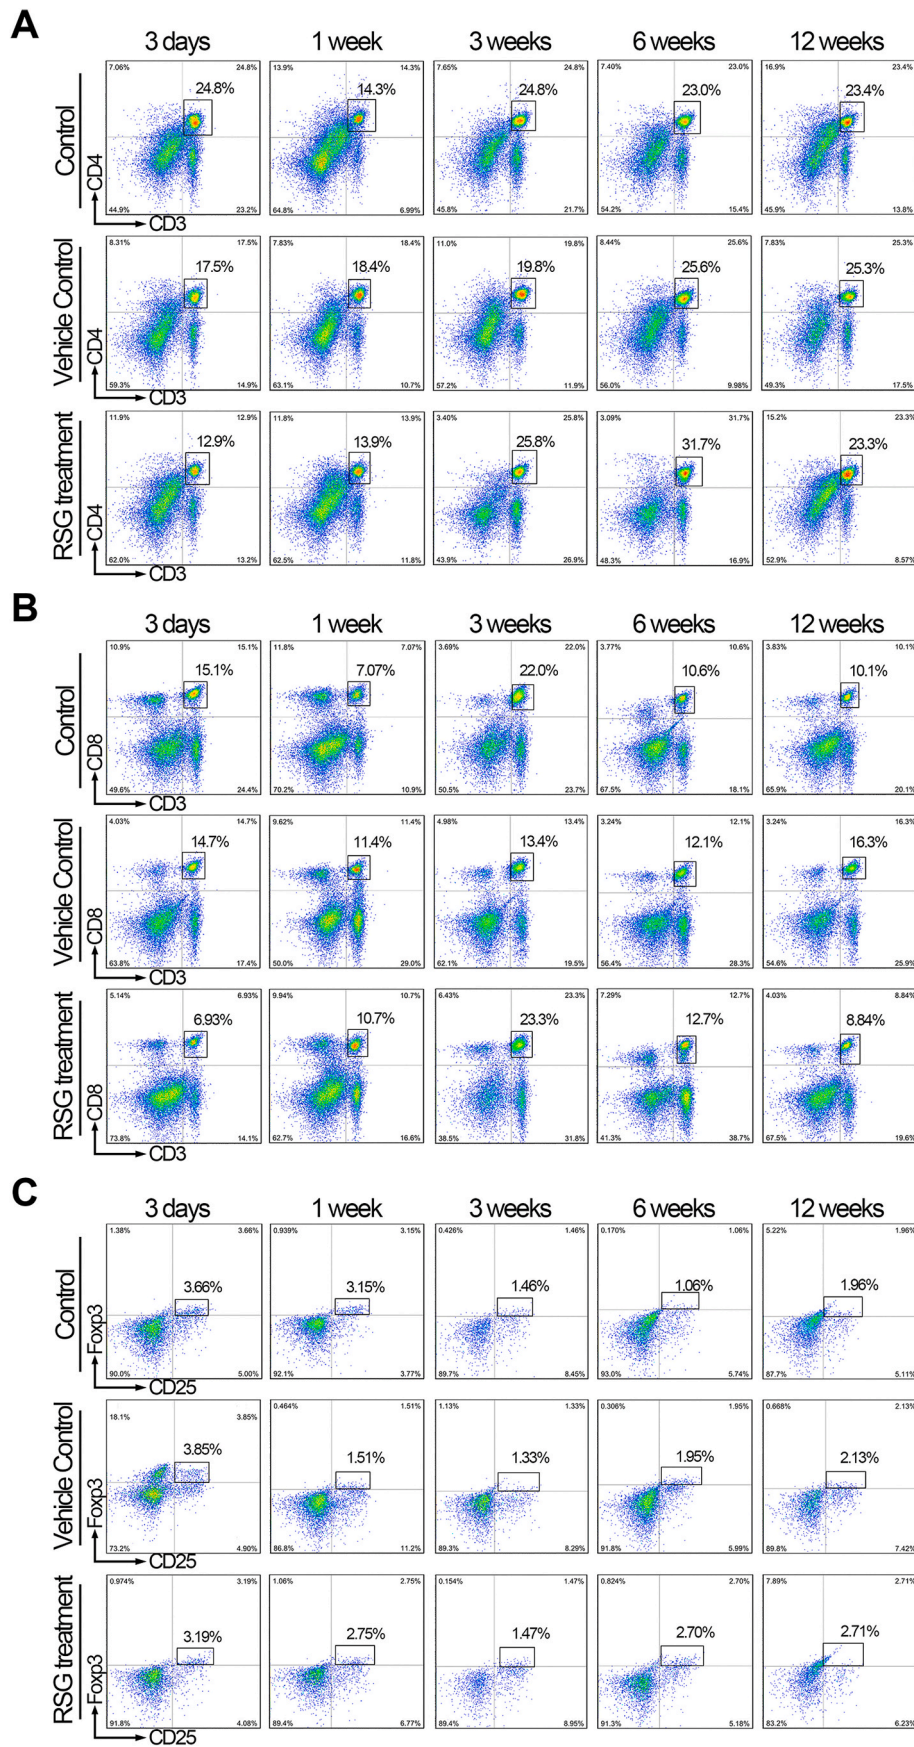 A
3 days 1 week 3 weeks 6 weeks 12 weeks
Control
CD4
CD3
7.06% 24.8% 13.9% 14.3% 7.65% 24.8% 7.40% 23.0% 16.9% 23.4%
24.8% 14.3% 24.8% 23.0% 23.4%
44.9% 23.2% 64.8% 6.99% 45.8% 21.7% 54.2% 15.4% 45.9% 13.8%
Vehicle Control
CD4
CD3
8.31% 17.5% 7.83% 18.4% 11.0% 19.8% 8.44% 25.6% 7.83% 25.3%
17.5% 18.4% 19.8% 25.6% 25.3%
59.3% 14.9% 63.1% 10.7% 57.2% 11.9% 56.0% 9.98% 49.3% 17.5%
RSG treatment
CD4
CD3
11.9% 12.9% 11.8% 13.9% 3.40% 25.8% 3.09% 31.7% 15.2% 23.3%
12.9% 13.9% 25.8% 31.7% 23.3%
62.0% 13.2% 62.5% 11.8% 43.9% 26.9% 48.3% 16.9% 52.9% 8.57%
B
3 days 1 week 3 weeks 6 weeks 12 weeks
Control
CD8
CD3
10.9% 15.1% 11.8% 7.07% 3.69% 22.0% 3.77% 10.6% 3.83% 10.1%
15.1% 7.07% 22.0% 10.6% 10.1%
49.6% 24.4% 70.2% 10.9% 50.5% 23.7% 67.5% 18.1% 65.9% 20.1%
Vehicle Control
CD8
CD3
4.03% 14.7% 9.62% 11.4% 4.98% 13.4% 3.24% 12.1% 3.24% 16.3%
14.7% 11.4% 13.4% 12.1% 16.3%
63.8% 17.4% 50.0% 29.0% 62.1% 19.5% 56.4% 28.3% 54.6% 25.9%
RSG treatment
CD8
CD3
5.14% 6.93% 9.94% 10.7% 6.43% 23.3% 7.29% 12.7% 4.03% 8.84%
6.93% 10.7% 23.3% 12.7% 8.84%
73.8% 14.1% 62.7% 16.6% 38.5% 31.8% 41.3% 38.7% 67.5% 19.6%
C
3 days 1 week 3 weeks 6 weeks 12 weeks
Control
Foxp3
CD25
1.38% 3.66% 0.939% 3.15% 0.426% 1.46% 0.170% 1.06% 5.22% 1.96%
3.66% 3.15% 1.46% 1.06% 1.96%
90.0% 5.00% 92.1% 3.77% 89.7% 8.45% 93.0% 5.74% 87.7% 5.11%
Vehicle Control
Foxp3
CD25
18.1% 3.85% 0.464% 1.51% 1.13% 1.33% 0.306% 1.95% 0.668% 2.13%
3.85% 1.51% 1.33% 1.95% 2.13%
73.2% 4.90% 86.8% 11.2% 89.3% 8.29% 91.8% 5.99% 89.8% 7.42%
RSG treatment
Foxp3
CD25
0.974% 3.19% 1.06% 2.75% 0.154% 1.47% 0.824% 2.70% 7.89% 2.71%
3.19% 2.75% 1.47% 2.70% 2.71%
91.8% 4.08% 89.4% 6.77% 89.4% 8.95% 91.3% 5.18% 83.2% 6.23%